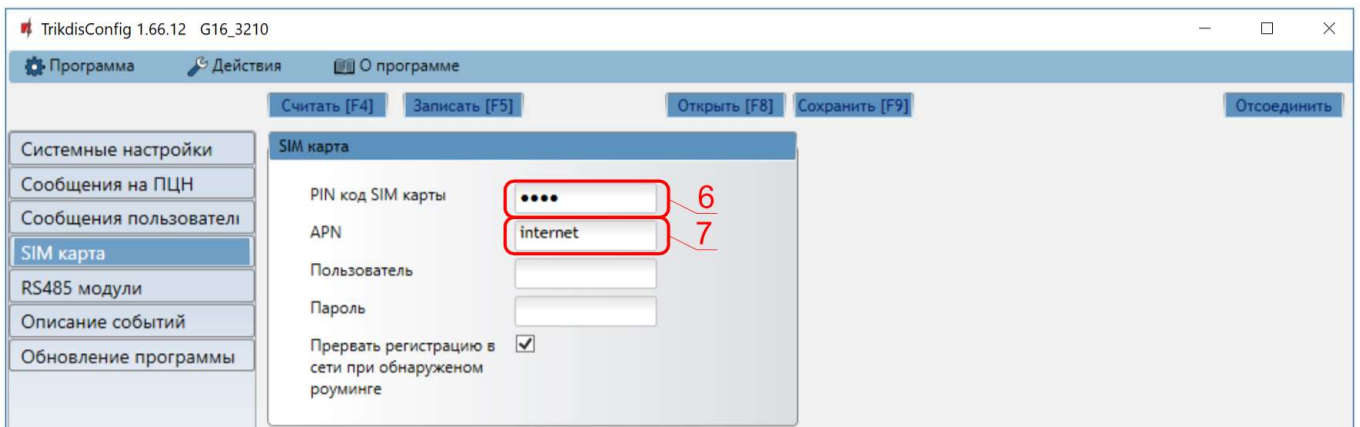 TrikdisConfig 1.66.12 G16_3210
Программа Действия О программе
Считать [F4] Записать [F5] Открыть [F8] Сохранить [F9] Отсоединить
Системные настройки
Сообщения на ПЦН
Сообщения пользовател
SIM карта
RS485 модули
Описание событий
Обновление программы
SIM карта
PIN код SIM карты •••• 6
APN internet 7
Пользователь
Пароль
Прервать регистрацию в
сети при обнаруженом
роуминге